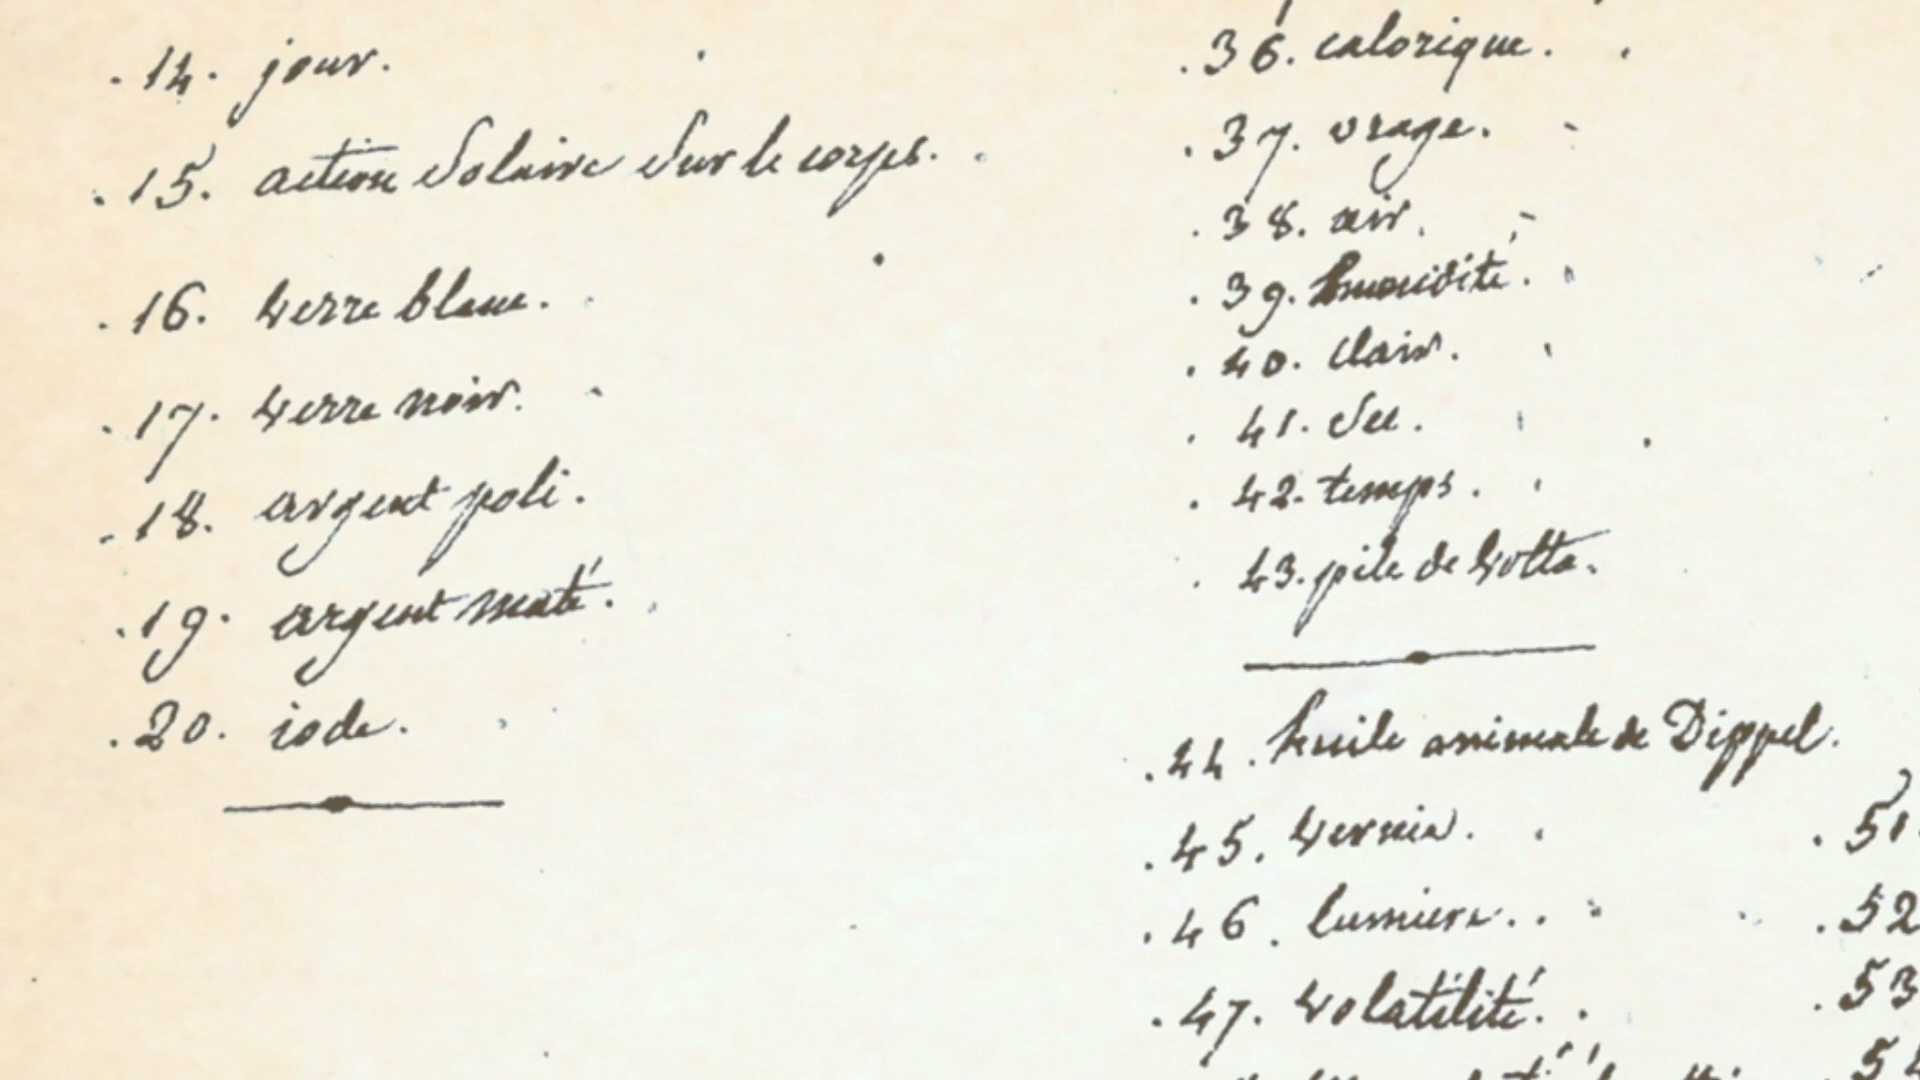 . 14. jour.
. 15. action Solaire Sur le corps.
. 16. verre blanc.
. 17. verre noir.
. 18. argent poli.
. 19. argent maté.
. 20. iode.
. 36. calorique.
. 37. orage.
. 38. air.
. 39. humidité.
. 40. clair.
. 41. Sec.
. 42. temps.
. 43. pile de Volta.
. 44. huile animale de Dippel.
. 45. Vernis.
. 46. lumiere.
. 47. Volatilité.
. 51.
. 52
. 53